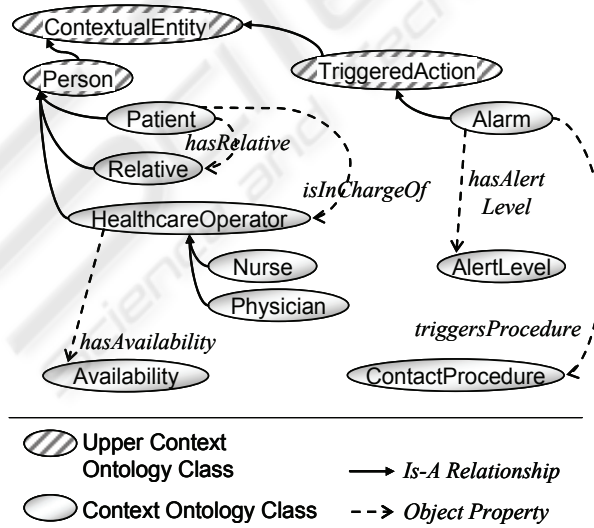 ContextualEntity
Person
TriggeredAction
Patient
Alarm
hasRelative
Relative
isInChargeOf
hasAlert
Level
HealthcareOperator
Nurse
AlertLevel
Physician
hasAvailability
triggersProcedure
Availability
ContactProcedure
Upper Context
Ontology Class
Is-A Relationship
Context Ontology Class
Object Property